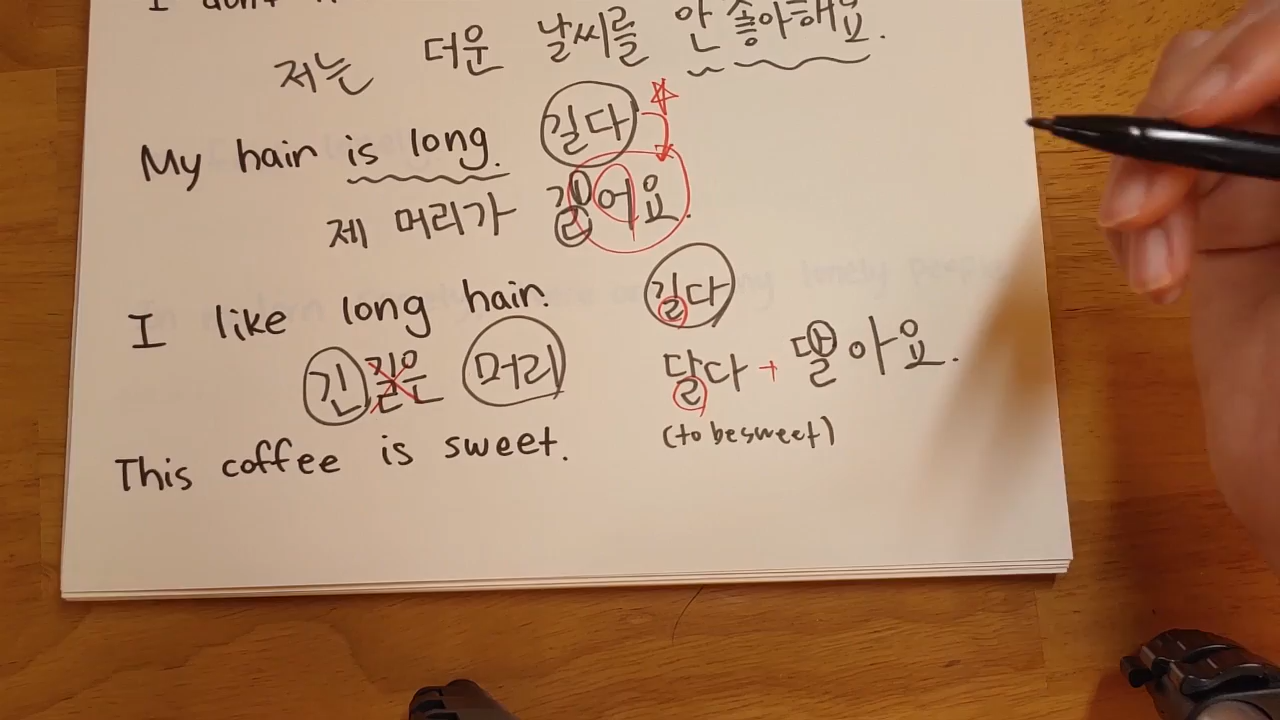 저는 더운 날씨를 안 좋아해요.
My hair is long. 길다
제 머리가 길어요.
I like long hair. 길다
긴 길은 머리 달다 → 달아요.
This coffee is sweet. (to be sweet)